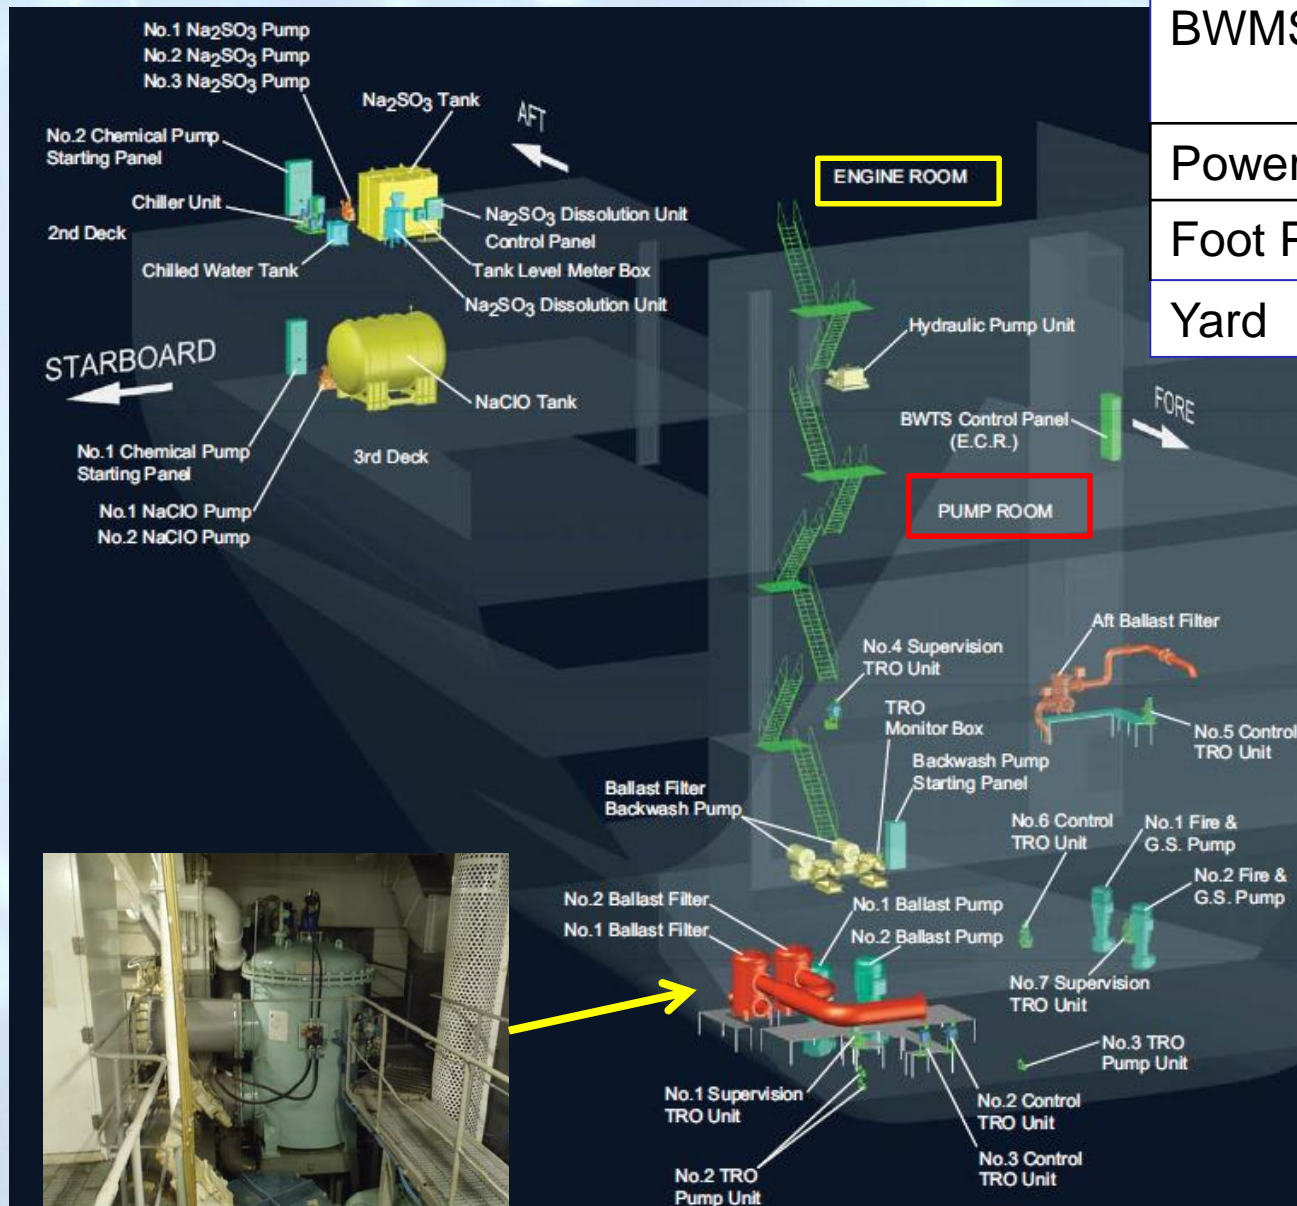 No.1 Na2SO3 Pump
No.2 Na2SO3 Pump
No.3 Na2SO3 Pump
Na2SO3 Tank
AFT
No.2 Chemical Pump
Starting Panel
Chiller Unit
2nd Deck
Chilled Water Tank
Na2SO3 Dissolution Unit
Control Panel
Tank Level Meter Box
Na2SO3 Dissolution Unit
STARBOARD
NaClO Tank
No.1 Chemical Pump
Starting Panel
3rd Deck
No.1 NaClO Pump
No.2 NaClO Pump
BWMS
Power
Foot P
Yard
ENGINE ROOM
Hydraulic Pump Unit
BWTS Control Panel
(E.C.R.)
FORE
PUMP ROOM
Aft Ballast Filter
No.4 Supervision
TRO Unit
TRO
Monitor Box
No.5 Control
TRO Unit
Backwash Pump
Starting Panel
Ballast Filter
Backwash Pump
No.6 Control
TRO Unit
No.1 Fire &
G.S. Pump
No.2 Fire &
G.S. Pump
No.2 Ballast Filter
No.1 Ballast Filter
No.1 Ballast Pump
No.2 Ballast Pump
No.7 Supervision
TRO Unit
No.3 TRO
Pump Unit
No.1 Supervision
TRO Unit
No.2 Control
TRO Unit
No.3 Control
TRO Unit
No.2 TRO
Pump Unit